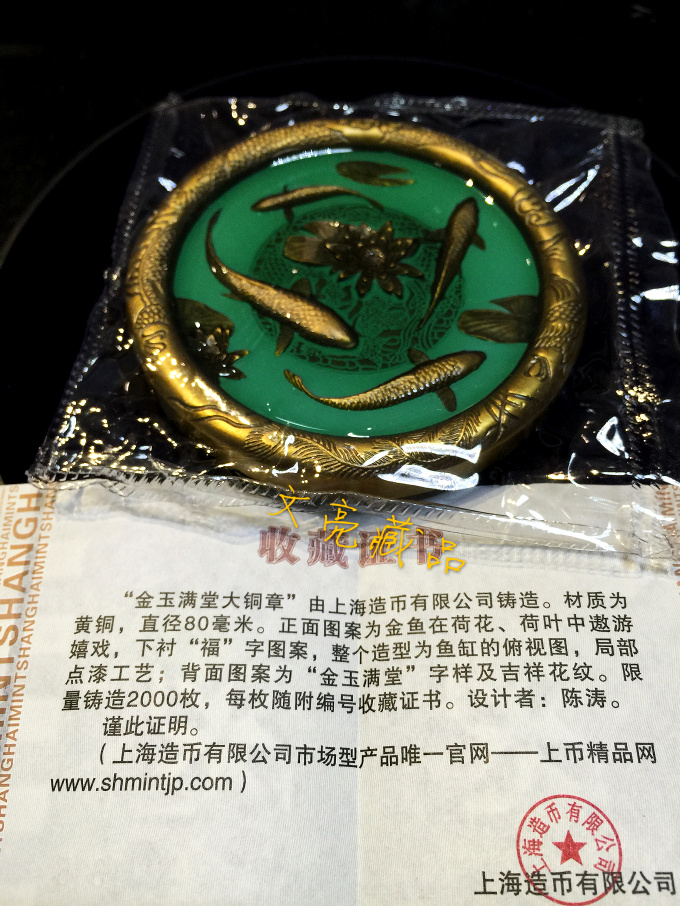 文亮藏品
收藏证书
“金玉满堂大铜章”由上海造币有限公司铸造。材质为
黄铜，直径80毫米。正面图案为金鱼在荷花、荷叶中遨游
嬉戏，下衬“福”字图案，整个造型为鱼缸的俯视图，局部
点漆工艺；背面图案为“金玉满堂”字样及吉祥花纹。限
量铸造2000枚，每枚随附编号收藏证书。设计者：陈涛。
谨此证明。
（上海造币有限公司市场型产品唯一官网——上币精品网
www.shmintjp.com）
上海造币有限公司
上海造币有限公司
SHANGHAIMINTSHANGH
SHANGHAIMINTSHANGHAIMINTSHANGH